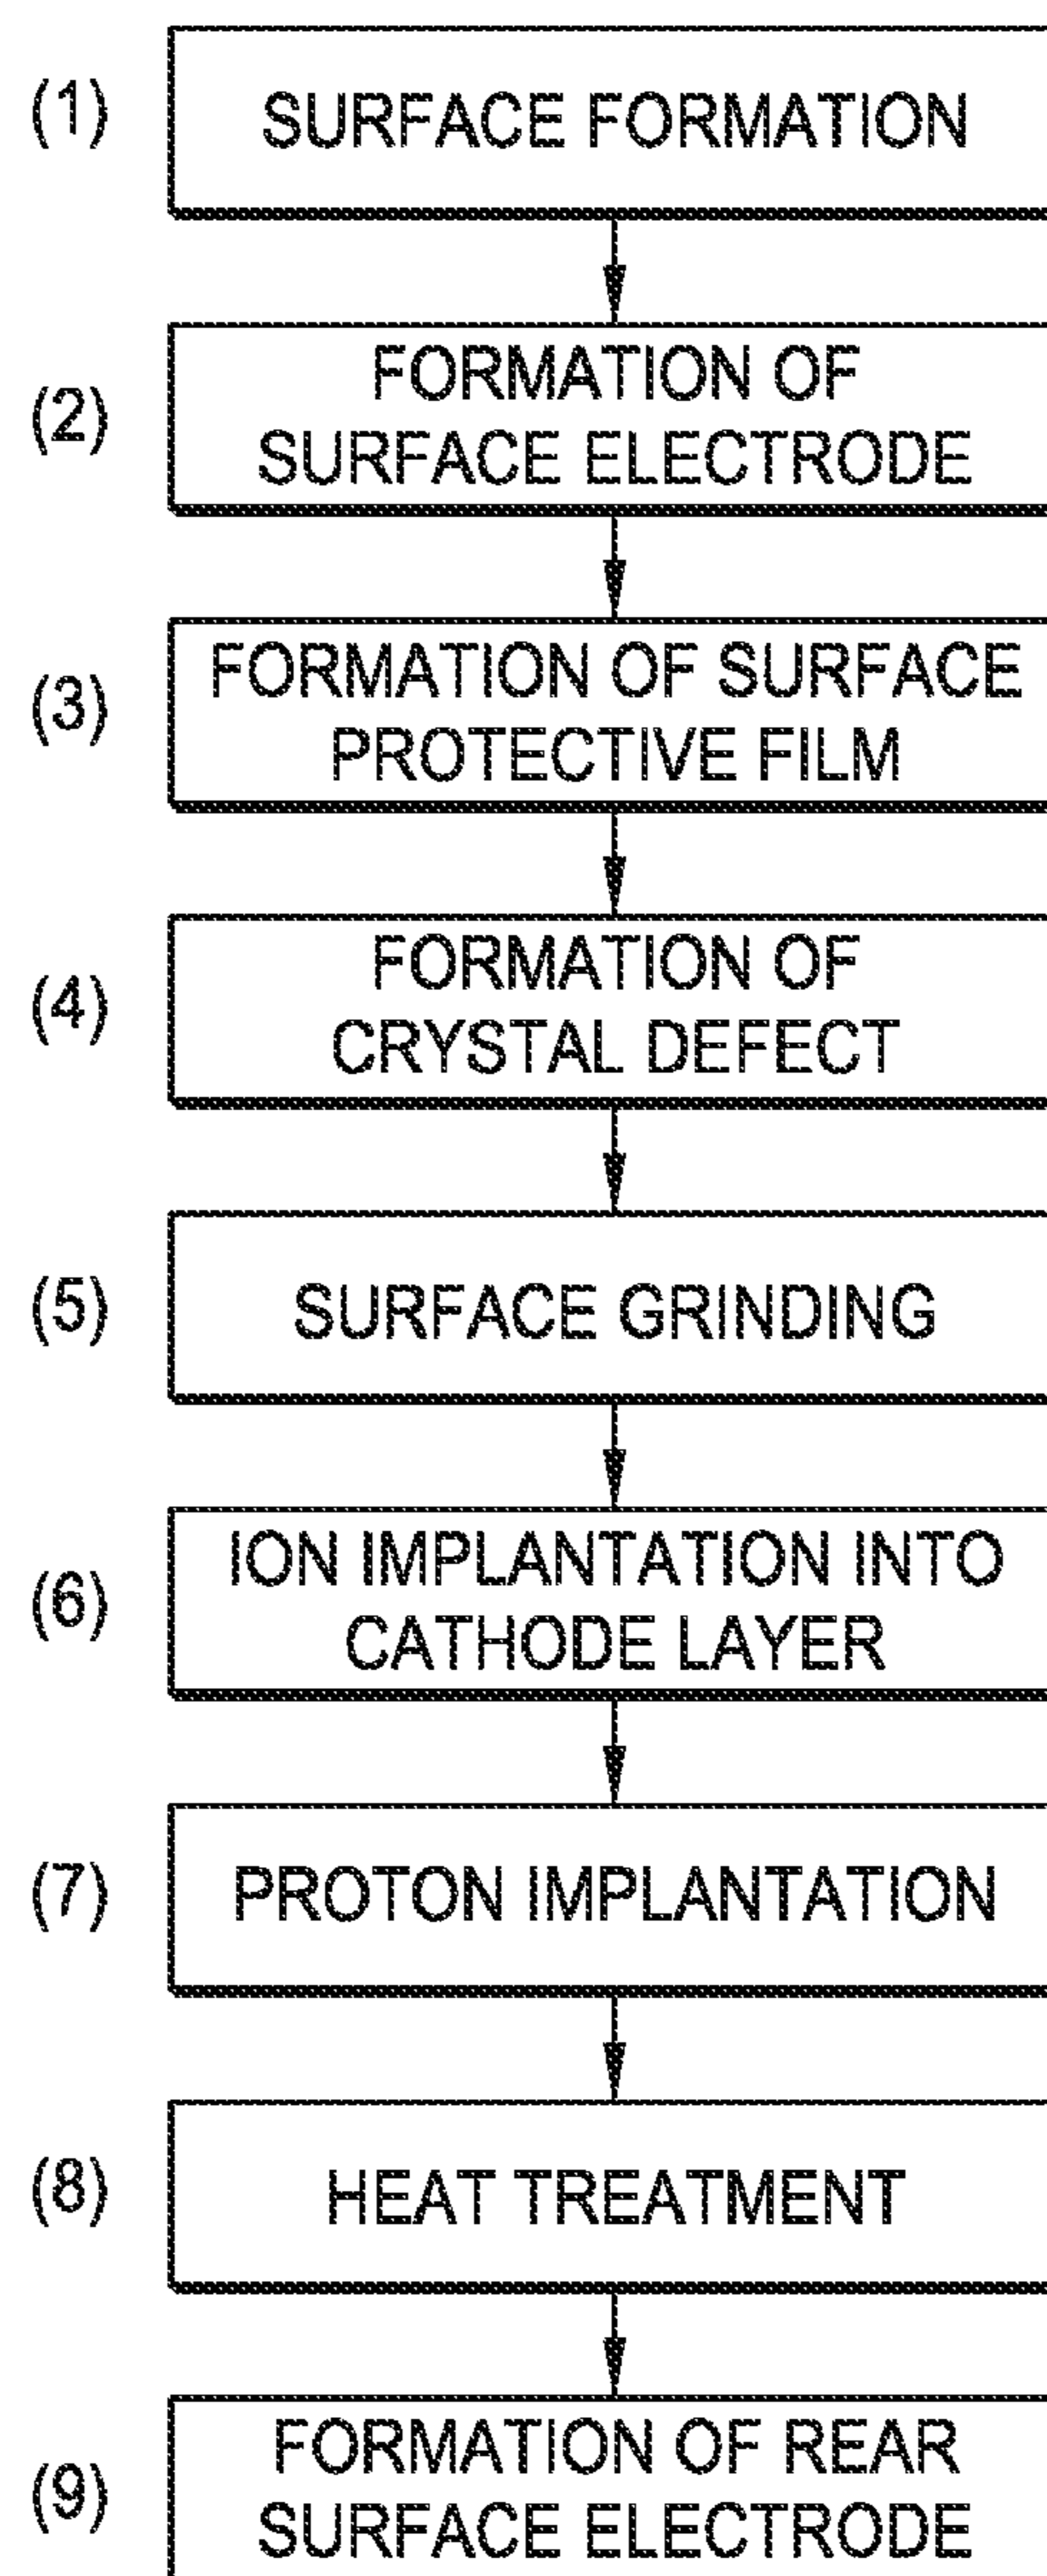 (1) SURFACE FORMATION
(2) FORMATION OF
SURFACE ELECTRODE
(3) FORMATION OF SURFACE
PROTECTIVE FILM
(4) FORMATION OF
CRYSTAL DEFECT
(5) SURFACE GRINDING
(6) ION IMPLANTATION INTO
CATHODE LAYER
(7) PROTON IMPLANTATION
(8) HEAT TREATMENT
(9) FORMATION OF REAR
SURFACE ELECTRODE